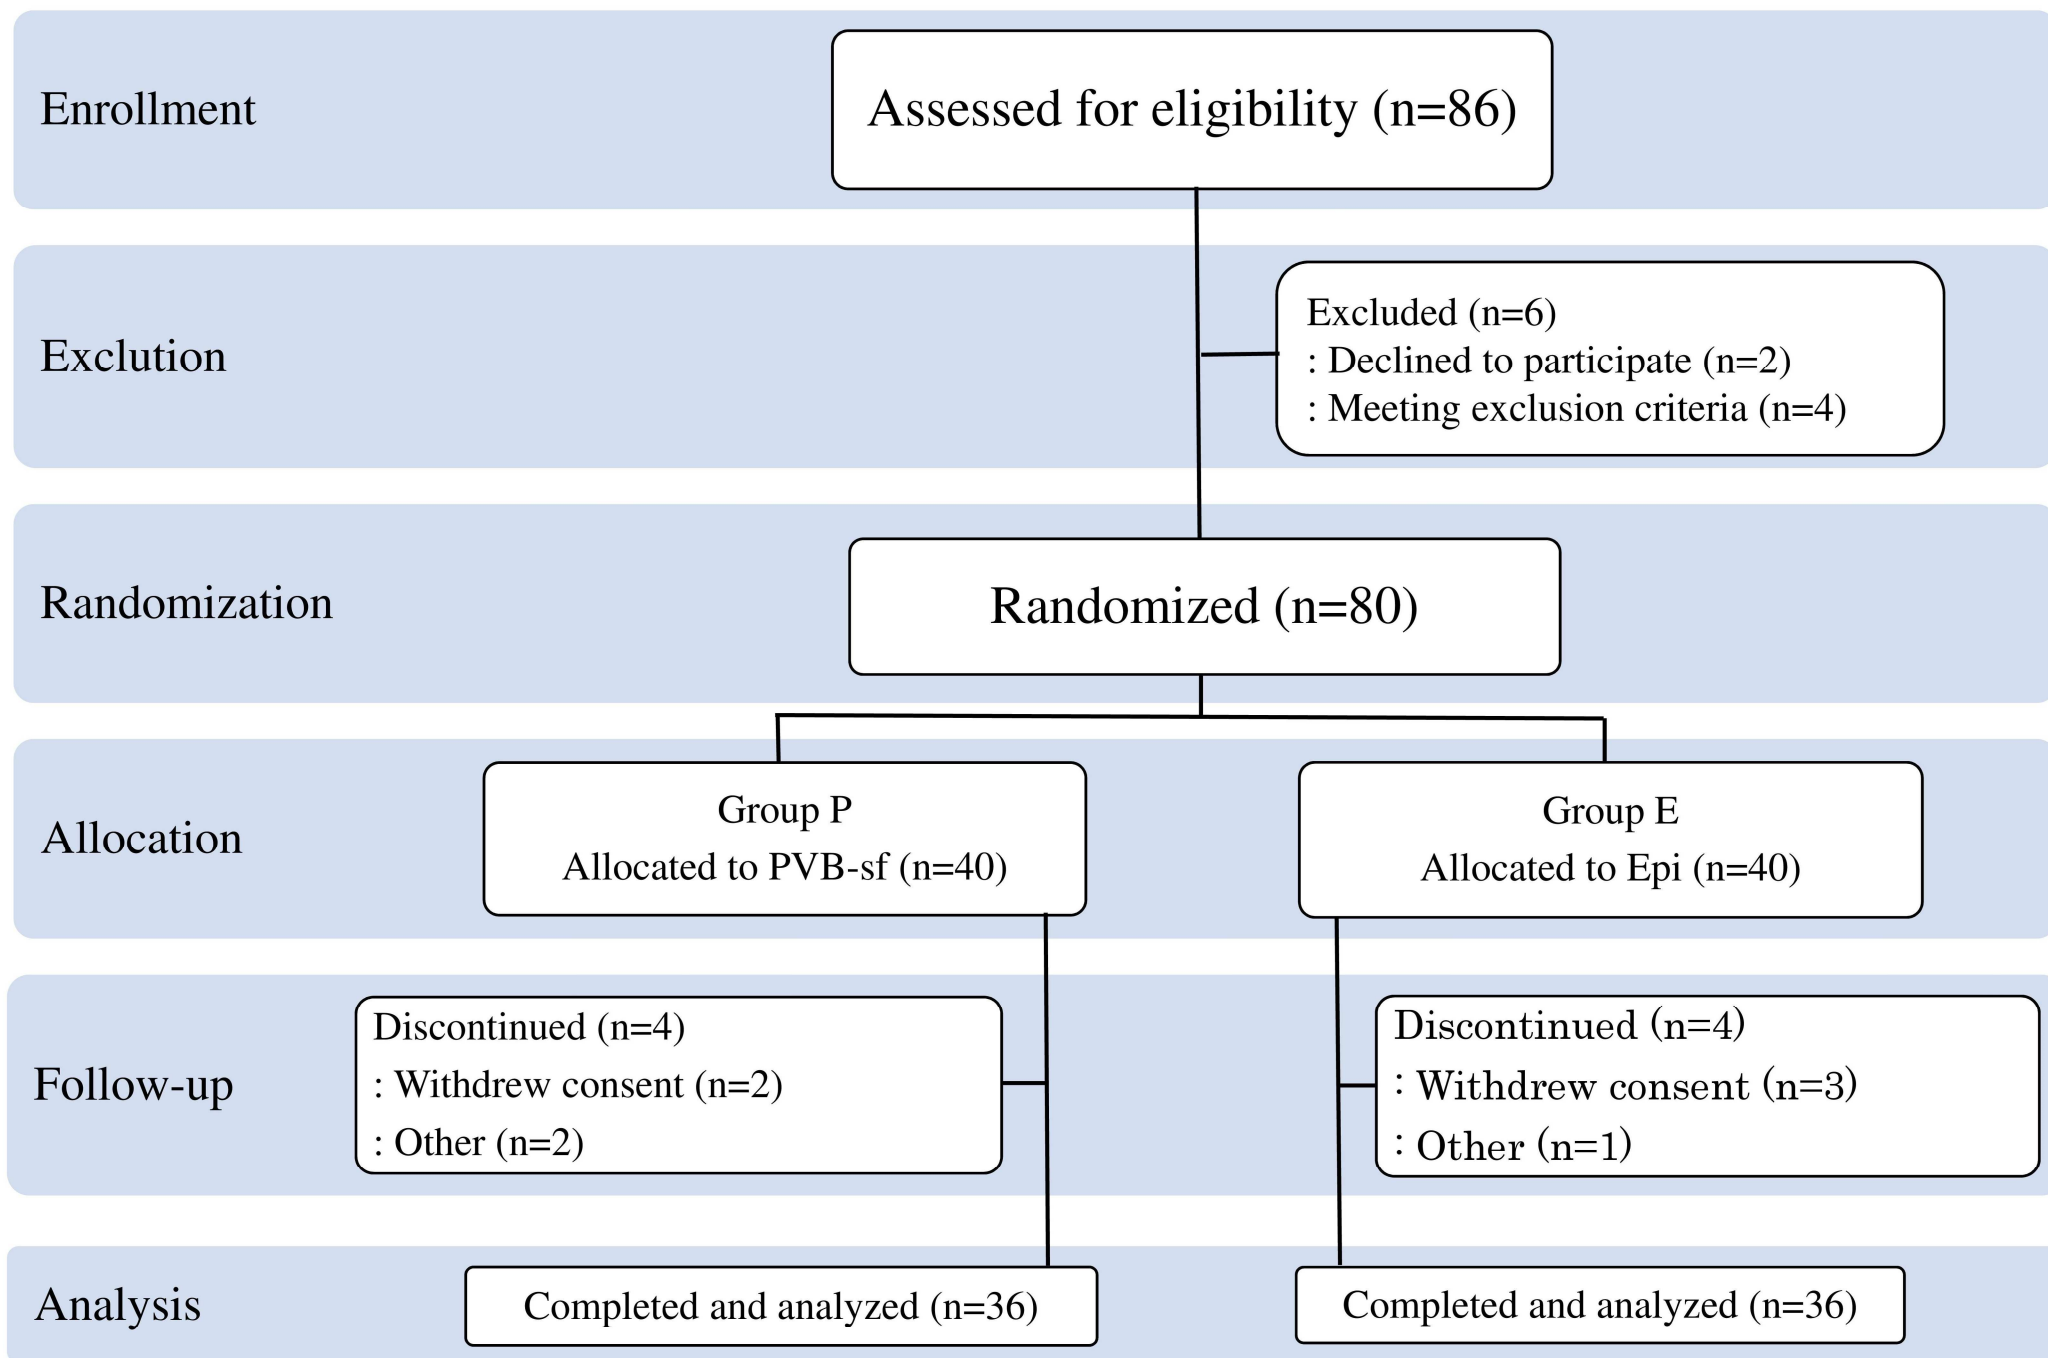 Enrollment
Assessed for eligibility (n=86)
Exclution
Excluded (n=6)
: Declined to participate (n=2)
: Meeting exclusion criteria (n=4)
Randomization
Randomized (n=80)
Allocation
Group P
Allocated to PVB-sf (n=40)
Group E
Allocated to Epi (n=40)
Follow-up
Discontinued (n=4)
: Withdrew consent (n=2)
: Other (n=2)
Discontinued (n=4)
: Withdrew consent (n=3)
: Other (n=1)
Analysis
Completed and analyzed (n=36)
Completed and analyzed (n=36)